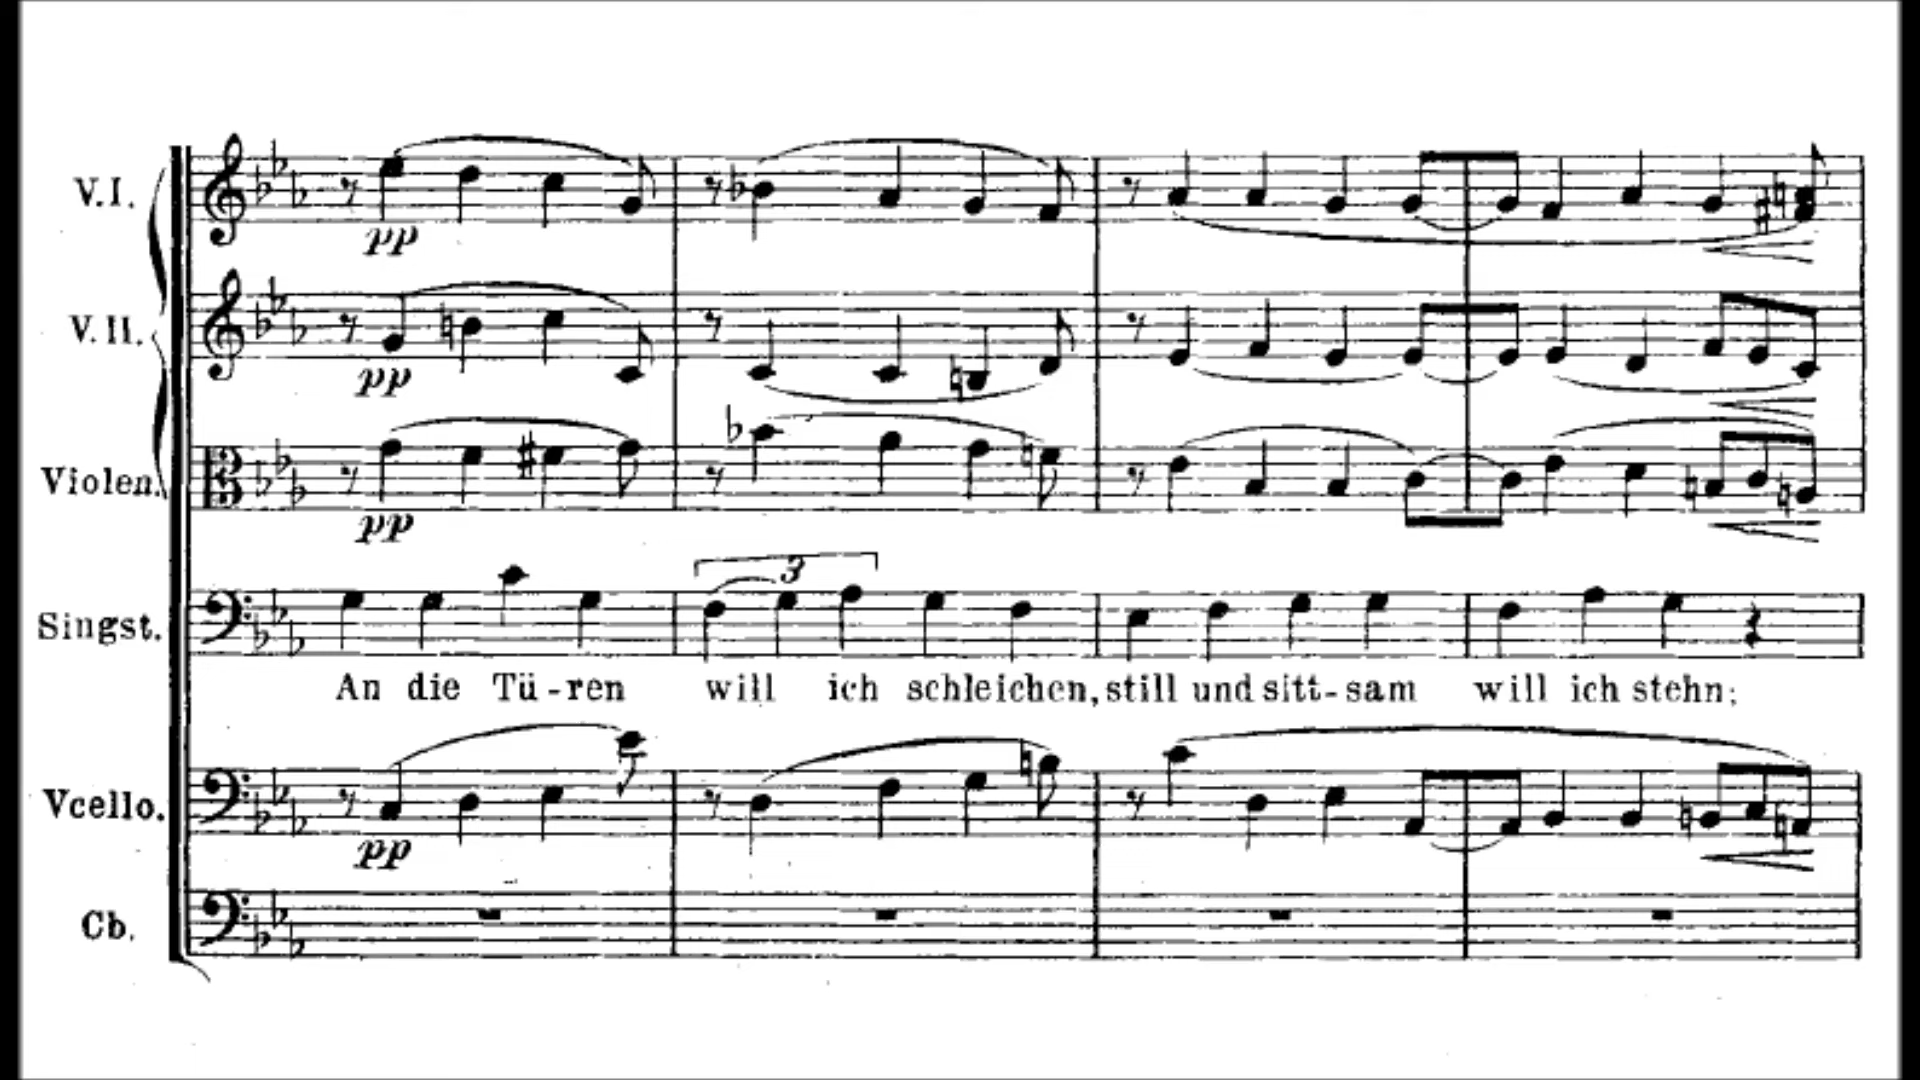 V.I.
pp
V.II.
pp
Violen.
pp
3
Singst.
An die Tü-ren will ich schleichen, still und sitt-sam will ich stehn;
Vcello.
pp
Cb.